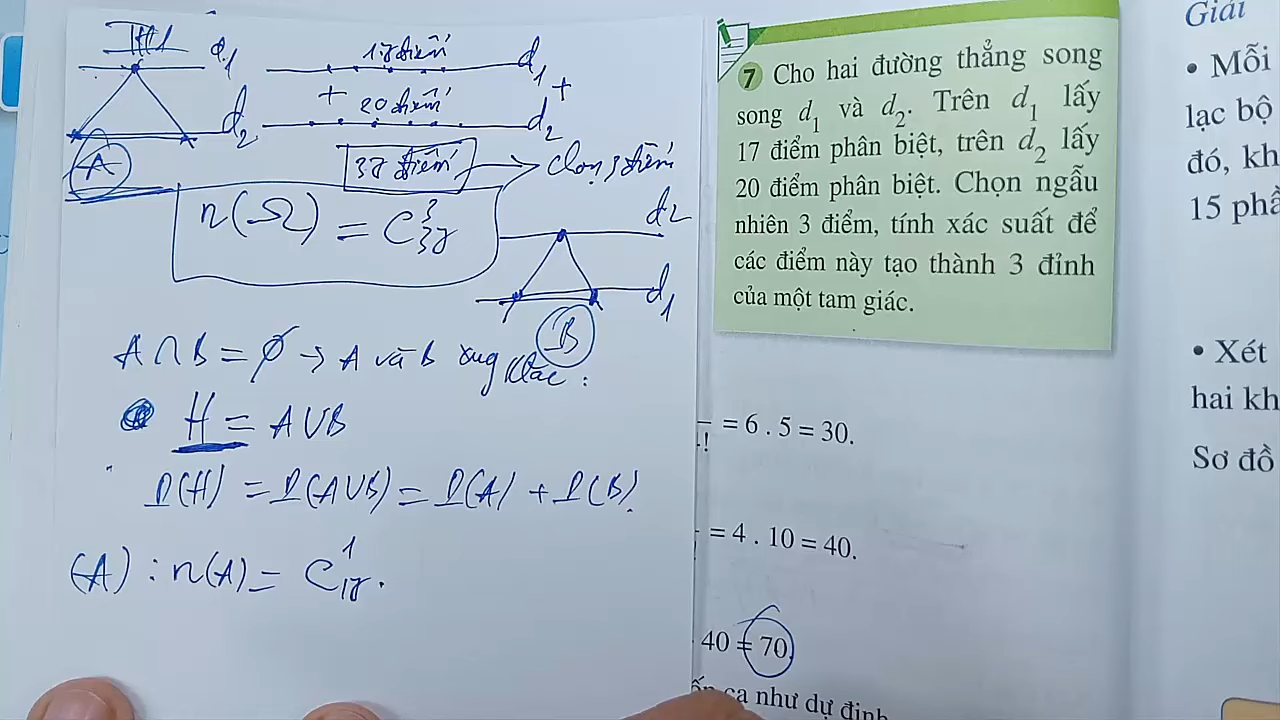 TH1
d1
d2
A
17 điểm d1
+ 20 điểm d2 +
37 điểm → chọn 3 điểm
n(Ω) = C³₃₇
d2
d1
B
A ∩ B = ∅ → A và B xung khắc :
H = A ∪ B
P(H) = P(A ∪ B) = P(A) + P(B)
(A) : n(A) = C¹₁₇ .
7 Cho hai đường thẳng song
song d₁ và d₂. Trên d₁ lấy
17 điểm phân biệt, trên d₂ lấy
20 điểm phân biệt. Chọn ngẫu
nhiên 3 điểm, tính xác suất để
các điểm này tạo thành 3 đỉnh
của một tam giác.
= 6 . 5 = 30.
= 4 . 10 = 40.
40 = 70.
ca như dự định
Giải
• Mỗi
lạc bộ
đó, kh
15 phầ
• Xét
hai kh
Sơ đồ